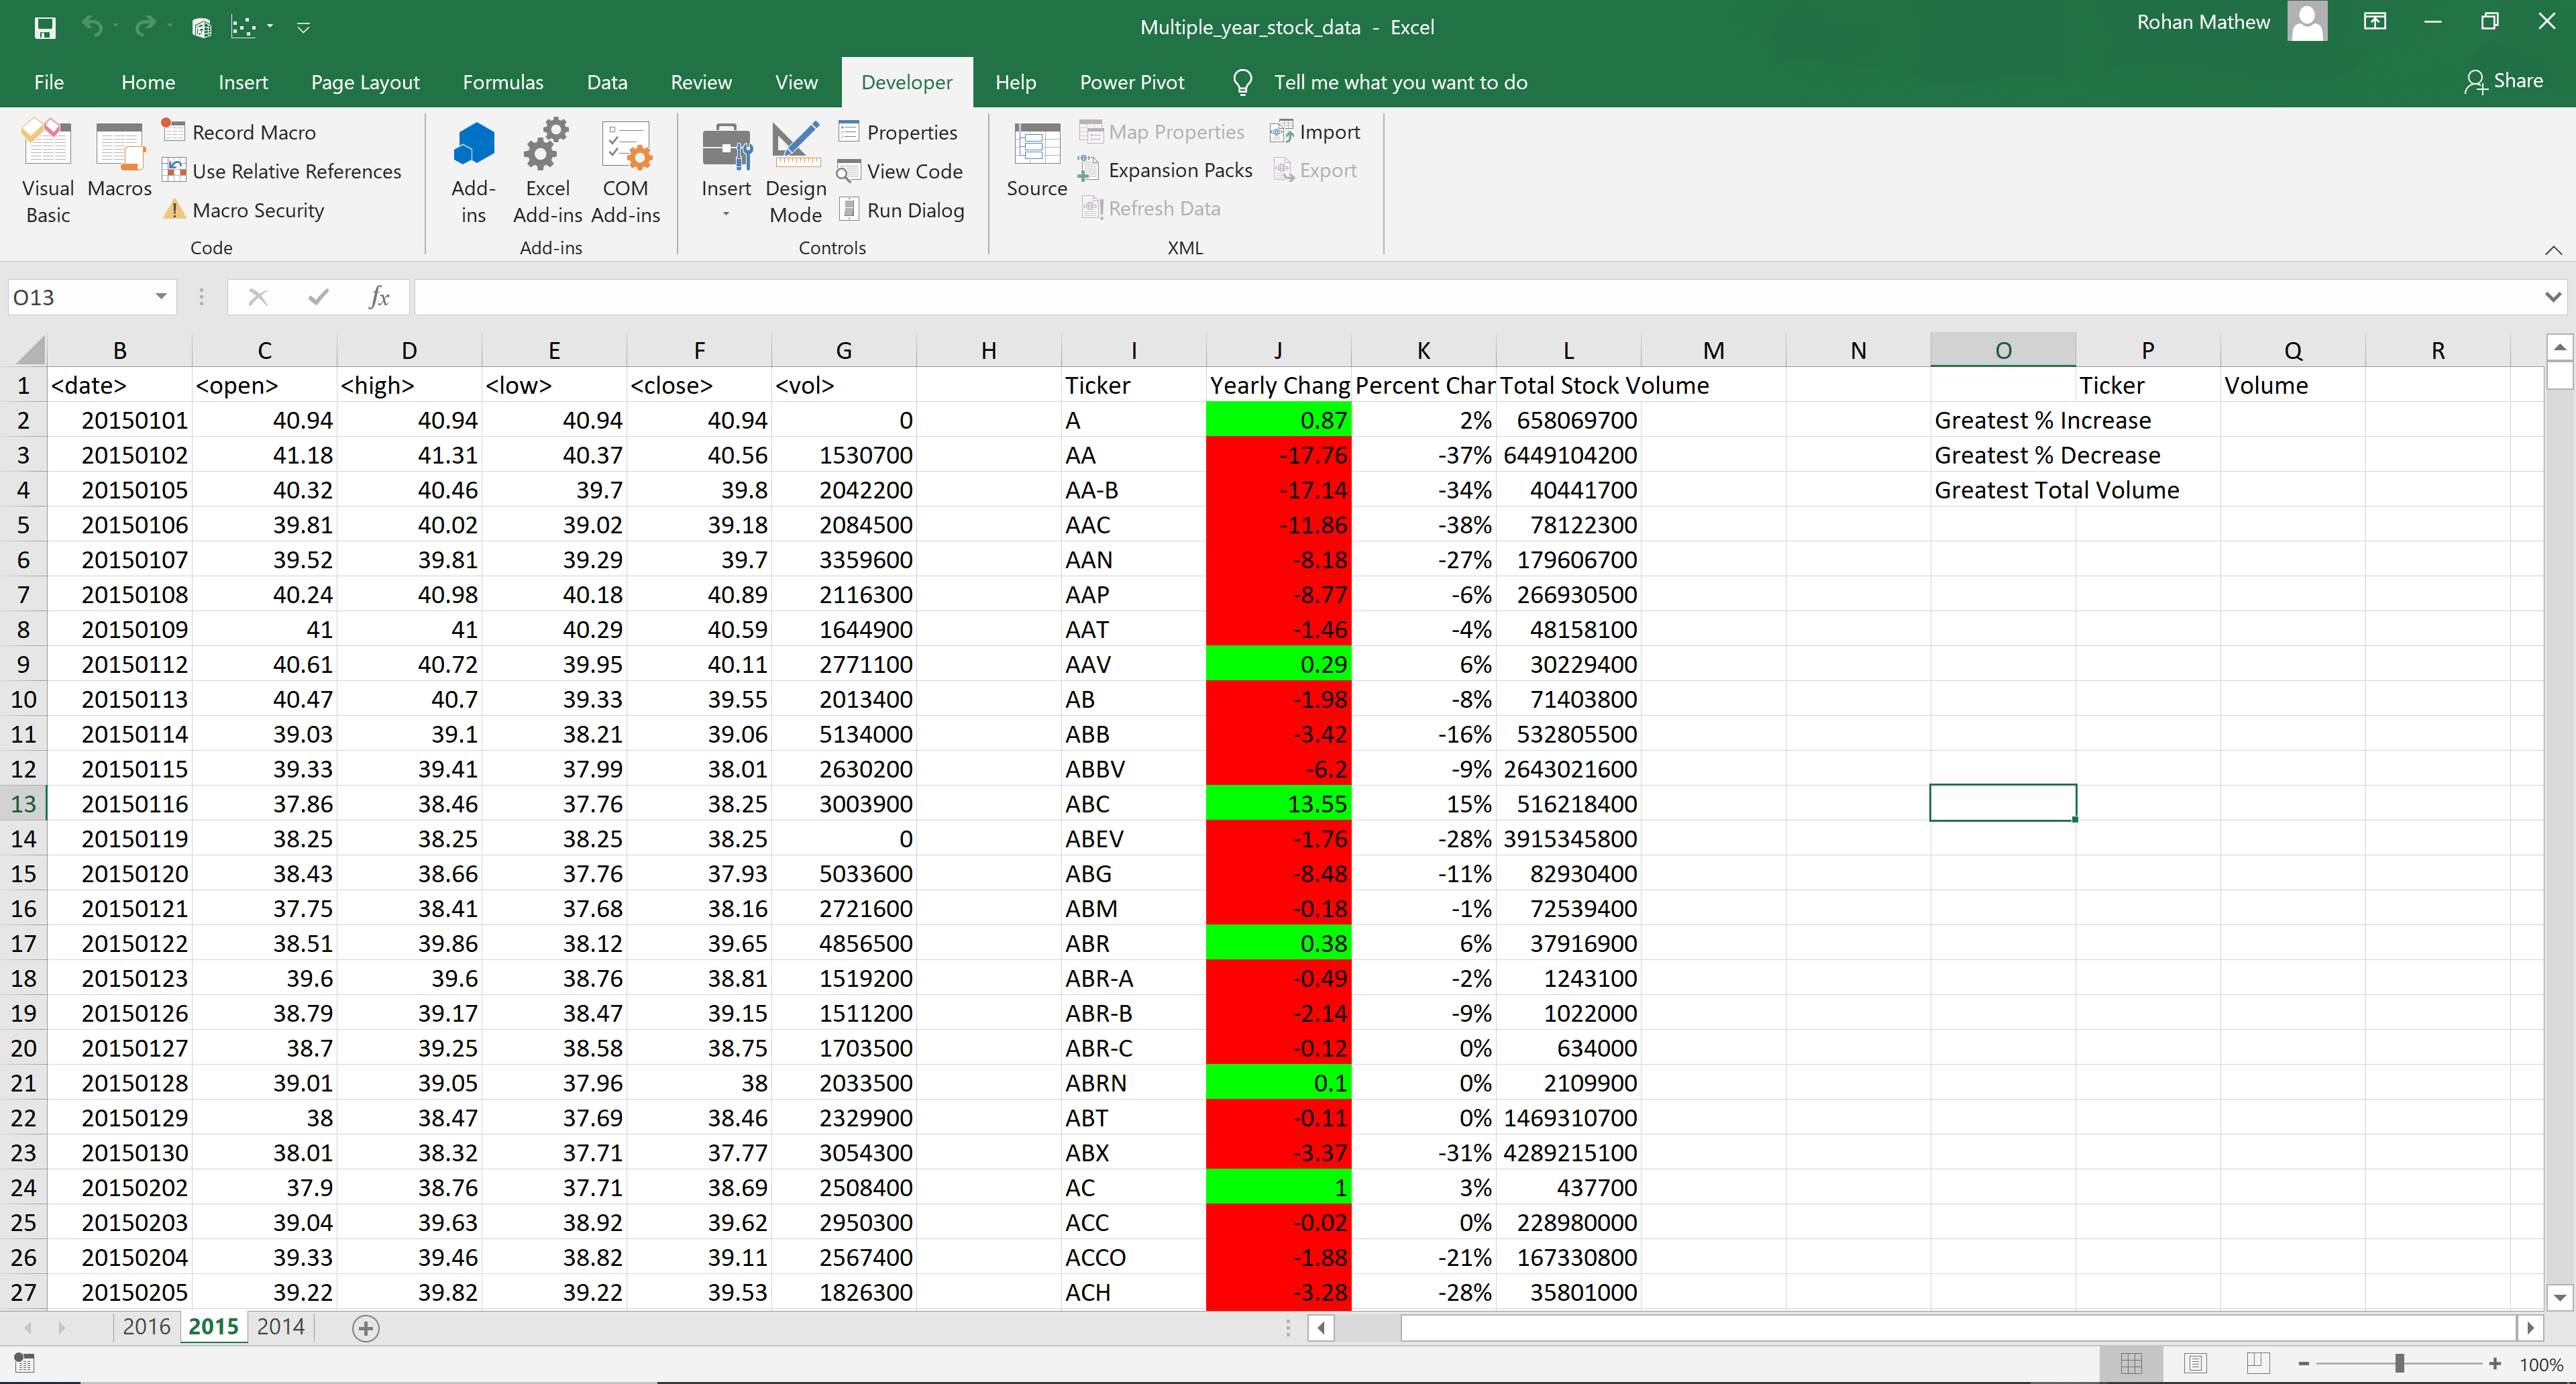 Multiple_year_stock_data - Excel
Rohan Mathew
File Home Insert Page Layout Formulas Data Review View Developer Help Power Pivot Tell me what you want to do Share
Visual Basic
Macros
Record Macro
Use Relative References
Macro Security
Code
Add-ins
Excel Add-ins
COM Add-ins
Add-ins
Insert
Design Mode
Properties
View Code
Run Dialog
Controls
Source
Map Properties
Expansion Packs
Refresh Data
Import
Export
XML
O13
fx
B C D E F G H I J K L M N O P Q R
1 <date> <open> <high> <low> <close> <vol> Ticker Yearly Chang Percent Char Total Stock Volume Ticker Volume
2 20150101 40.94 40.94 40.94 40.94 0 A 0.87 2% 658069700 Greatest % Increase
3 20150102 41.18 41.31 40.37 40.56 1530700 AA -17.76 -37% 6449104200 Greatest % Decrease
4 20150105 40.32 40.46 39.7 39.8 2042200 AA-B -17.14 -34% 40441700 Greatest Total Volume
5 20150106 39.81 40.02 39.02 39.18 2084500 AAC -11.86 -38% 78122300
6 20150107 39.52 39.81 39.29 39.7 3359600 AAN -8.18 -27% 179606700
7 20150108 40.24 40.98 40.18 40.89 2116300 AAP -8.77 -6% 266930500
8 20150109 41 41 40.29 40.59 1644900 AAT -1.46 -4% 48158100
9 20150112 40.61 40.72 39.95 40.11 2771100 AAV 0.29 6% 30229400
10 20150113 40.47 40.7 39.33 39.55 2013400 AB -1.98 -8% 71403800
11 20150114 39.03 39.1 38.21 39.06 5134000 ABB -3.42 -16% 532805500
12 20150115 39.33 39.41 37.99 38.01 2630200 ABBV -6.2 -9% 2643021600
13 20150116 37.86 38.46 37.76 38.25 3003900 ABC 13.55 15% 516218400
14 20150119 38.25 38.25 38.25 38.25 0 ABEV -1.76 -28% 3915345800
15 20150120 38.43 38.66 37.76 37.93 5033600 ABG -8.48 -11% 82930400
16 20150121 37.75 38.41 37.68 38.16 2721600 ABM -0.18 -1% 72539400
17 20150122 38.51 39.86 38.12 39.65 4856500 ABR 0.38 6% 37916900
18 20150123 39.6 39.6 38.76 38.81 1519200 ABR-A -0.49 -2% 1243100
19 20150126 38.79 39.17 38.47 39.15 1511200 ABR-B -2.14 -9% 1022000
20 20150127 38.7 39.25 38.58 38.75 1703500 ABR-C -0.12 0% 634000
21 20150128 39.01 39.05 37.96 38 2033500 ABRN 0.1 0% 2109900
22 20150129 38 38.47 37.69 38.46 2329900 ABT -0.11 0% 1469310700
23 20150130 38.01 38.32 37.71 37.77 3054300 ABX -3.37 -31% 4289215100
24 20150202 37.9 38.76 37.71 38.69 2508400 AC 1 3% 437700
25 20150203 39.04 39.63 38.92 39.62 2950300 ACC -0.02 0% 228980000
26 20150204 39.33 39.46 38.82 39.11 2567400 ACCO -1.88 -21% 167330800
27 20150205 39.22 39.82 39.22 39.53 1826300 ACH -3.28 -28% 35801000
2016 2015 2014
100%